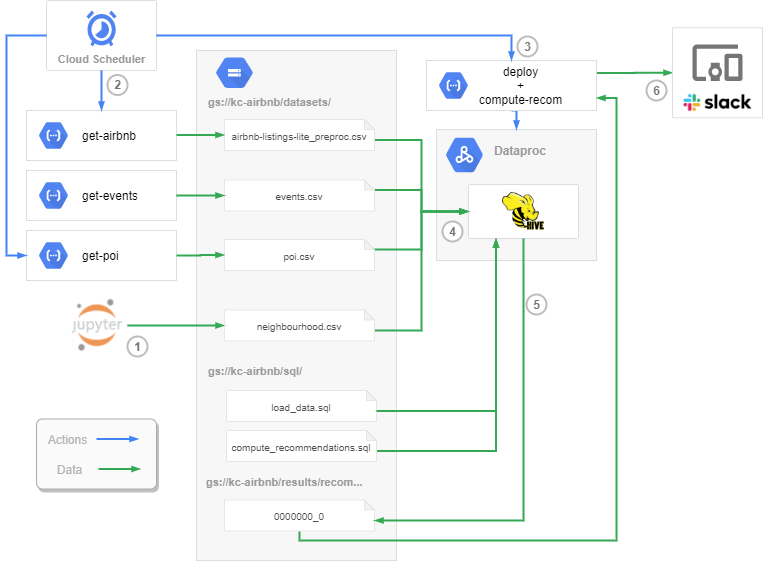 Cloud Scheduler
2
3
deploy
+
compute-recom
6
slack
gs://kc-airbnb/datasets/
get-airbnb
airbnb-listings-lite_preproc.csv
Dataproc
get-events
events.csv
HIVE
4
get-poi
poi.csv
5
jupyter
1
neighbourhood.csv
gs://kc-airbnb/sql/
load_data.sql
Actions
compute_recommendations.sql
Data
gs://kc-airbnb/results/recom...
0000000_0